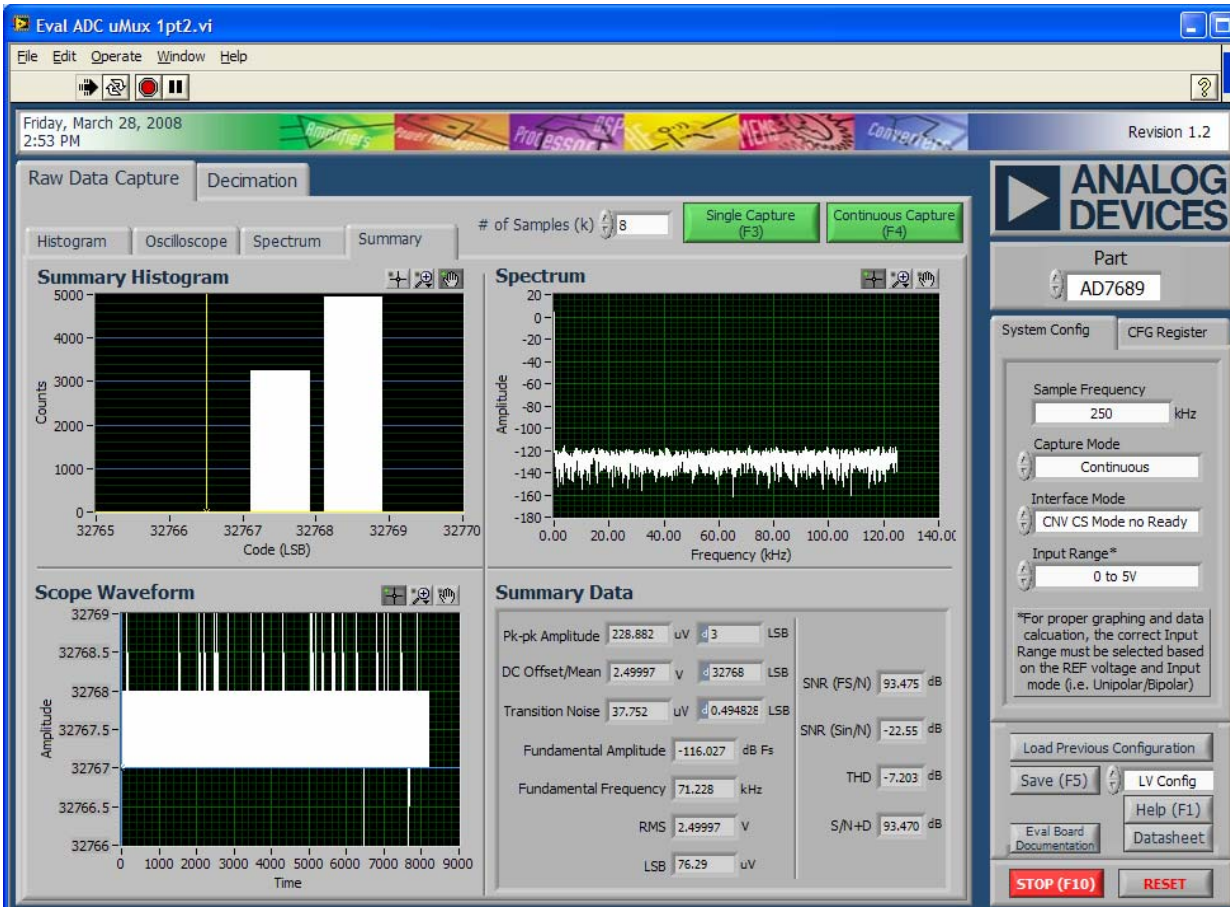 Eval ADC uMux 1pt2.vi
File Edit Operate Window Help
Friday, March 28, 2008
2:53 PM
Amplifiers Power Management Processors DSP MEMS Converters
Revision 1.2
Raw Data Capture Decimation
# of Samples (k) 8
Single Capture
(F3)
Continuous Capture
(F4)
Histogram Oscilloscope Spectrum Summary
Summary Histogram
5000
4000
3000
2000
1000
0
Counts
32765 32766 32767 32768 32769 32770
Code (LSB)
Spectrum
20
0
-20
-40
-60
-80
-100
-120
-140
-160
-180
Amplitude
0.00 20.00 40.00 60.00 80.00 100.00 120.00 140.00
Frequency (kHz)
Scope Waveform
32769
32768.5
32768
32767.5
32767
32766.5
32766
Amplitude
0 1000 2000 3000 4000 5000 6000 7000 8000 9000
Time
Summary Data
Pk-pk Amplitude 228.882 uV d 3 LSB
DC Offset/Mean 2.49997 V d 32768 LSB
Transition Noise 37.752 uV d 0.494828 LSB
Fundamental Amplitude -116.027 dB Fs
Fundamental Frequency 71.228 kHz
RMS 2.49997 V
LSB 76.29 uV
SNR (FS/N) 93.475 dB
SNR (Sin/N) -22.55 dB
THD -7.203 dB
S/N+D 93.470 dB
ANALOG
DEVICES
Part
AD7689
System Config CFG Register
Sample Frequency
250 kHz
Capture Mode
Continuous
Interface Mode
CNV CS Mode no Ready
Input Range*
0 to 5V
*For proper graphing and data
calcuation, the correct Input
Range must be selected based
on the REF voltage and Input
mode (i.e. Unipolar/Bipolar)
Load Previous Configuration
Save (F5) LV Config
Help (F1)
Eval Board
Documentation
Datasheet
STOP (F10) RESET